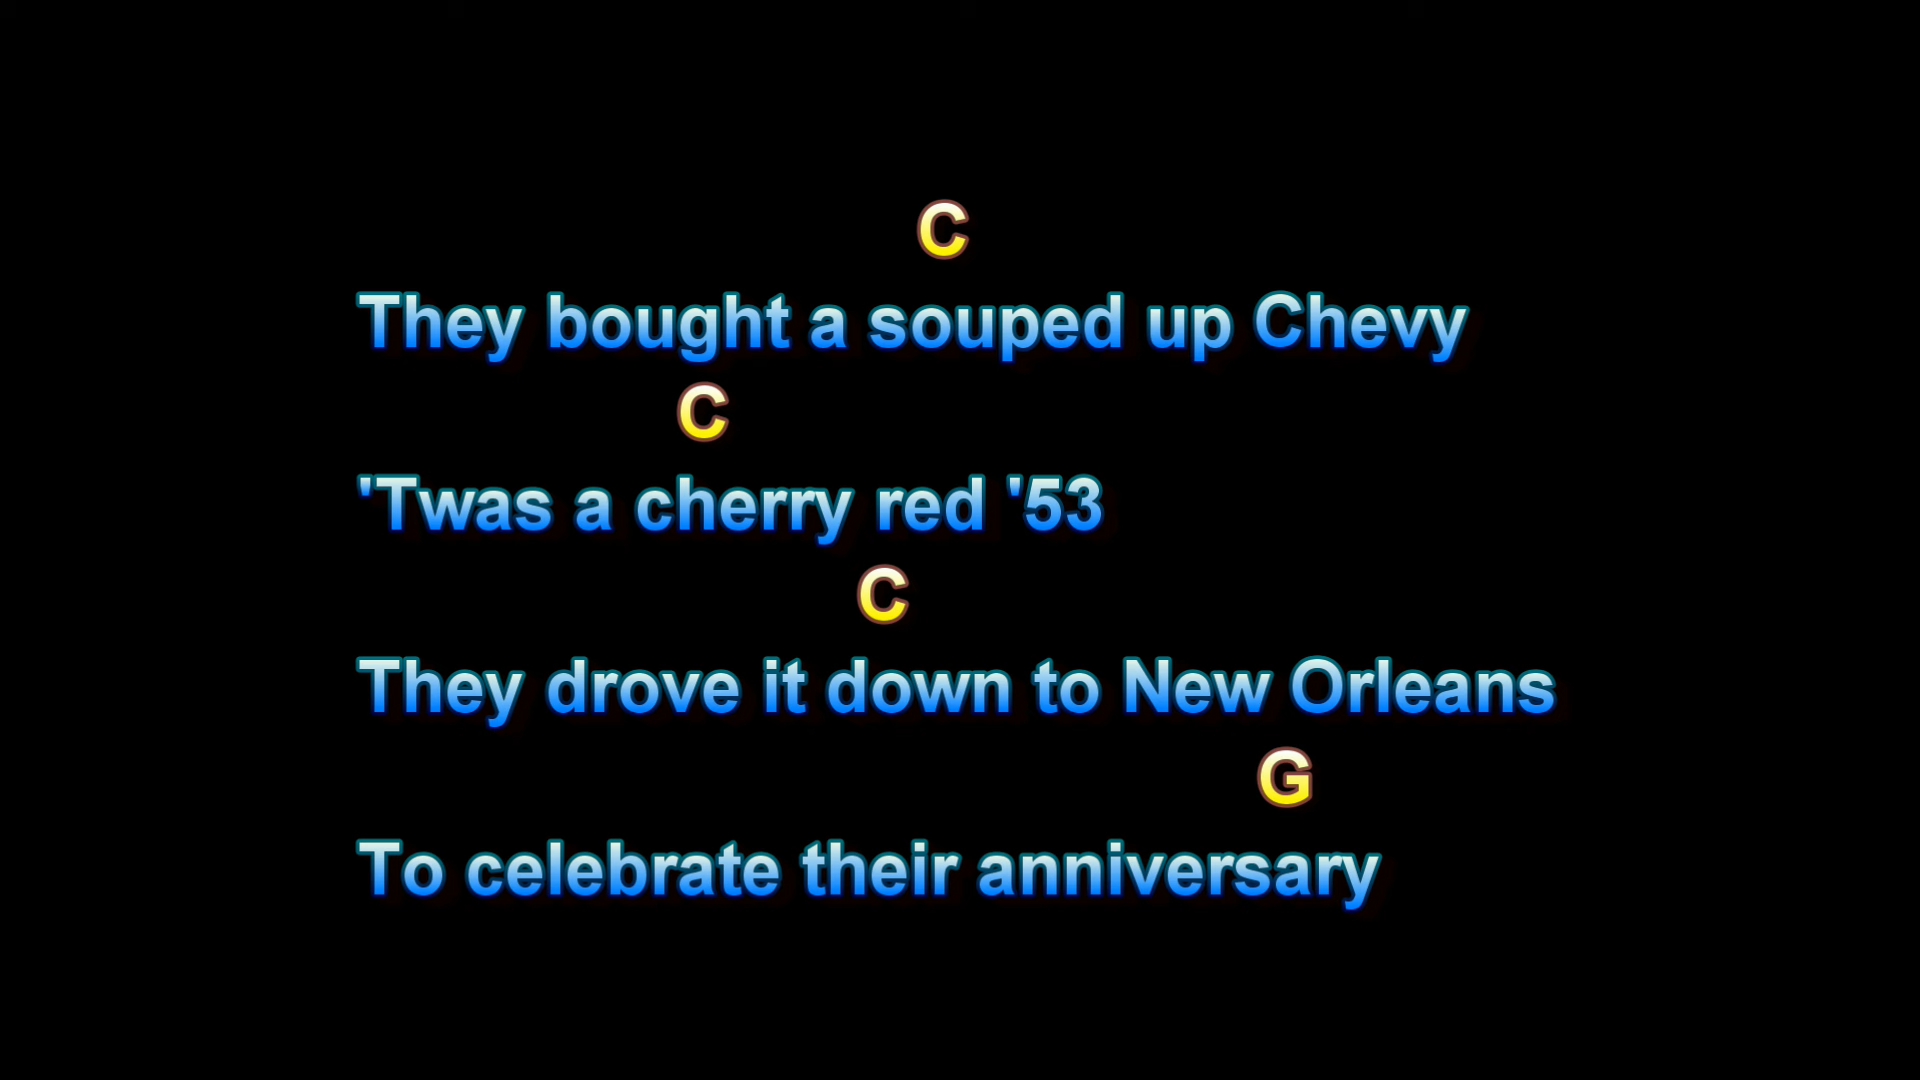 C
They bought a souped up Chevy
C
'Twas a cherry red '53
C
They drove it down to New Orleans
G
To celebrate their anniversary